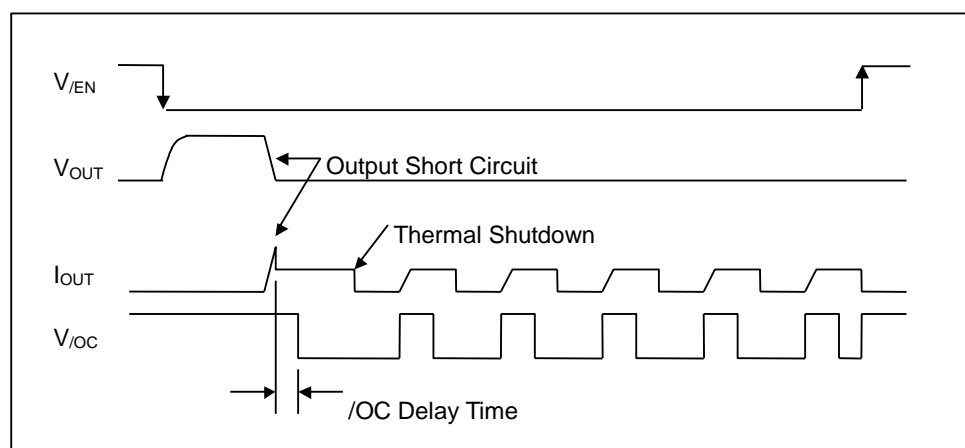 V/EN
VOUT
Output Short Circuit
Thermal Shutdown
IOUT
V/OC
/OC Delay Time